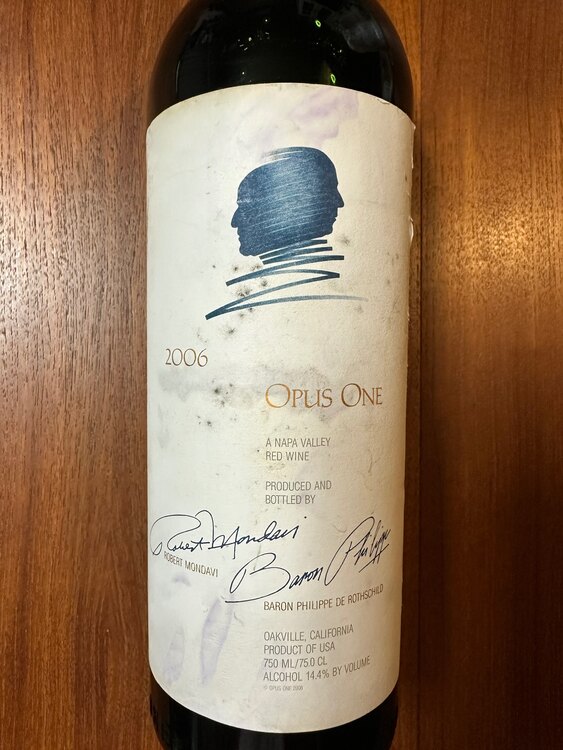 2006
OPUS ONE
A NAPA VALLEY
RED WINE
PRODUCED AND
BOTTLED BY
Robert Mondavi
ROBERT MONDAVI
Baron Philippe
BARON PHILIPPE DE ROTHSCHILD
OAKVILLE, CALIFORNIA
PRODUCT OF USA
750 ML/75.0 CL
ALCOHOL 14.4% BY VOLUME
© OPUS ONE 2006